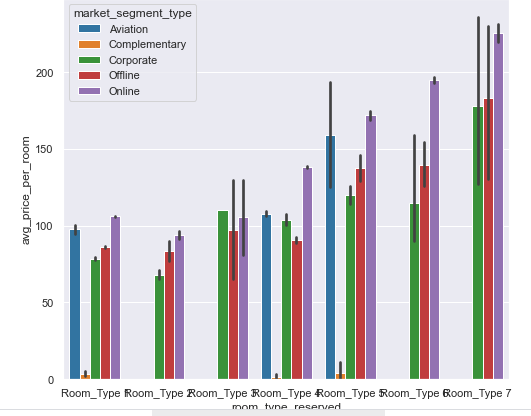 market_segment_type
Aviation
Complementary
Corporate
Offline
Online
avg_price_per_room
200
150
100
50
0
Room_Type 1 Room_Type 2 Room_Type 3 Room_Type 4 Room_Type 5 Room_Type 6 Room_Type 7
room_type_reserved